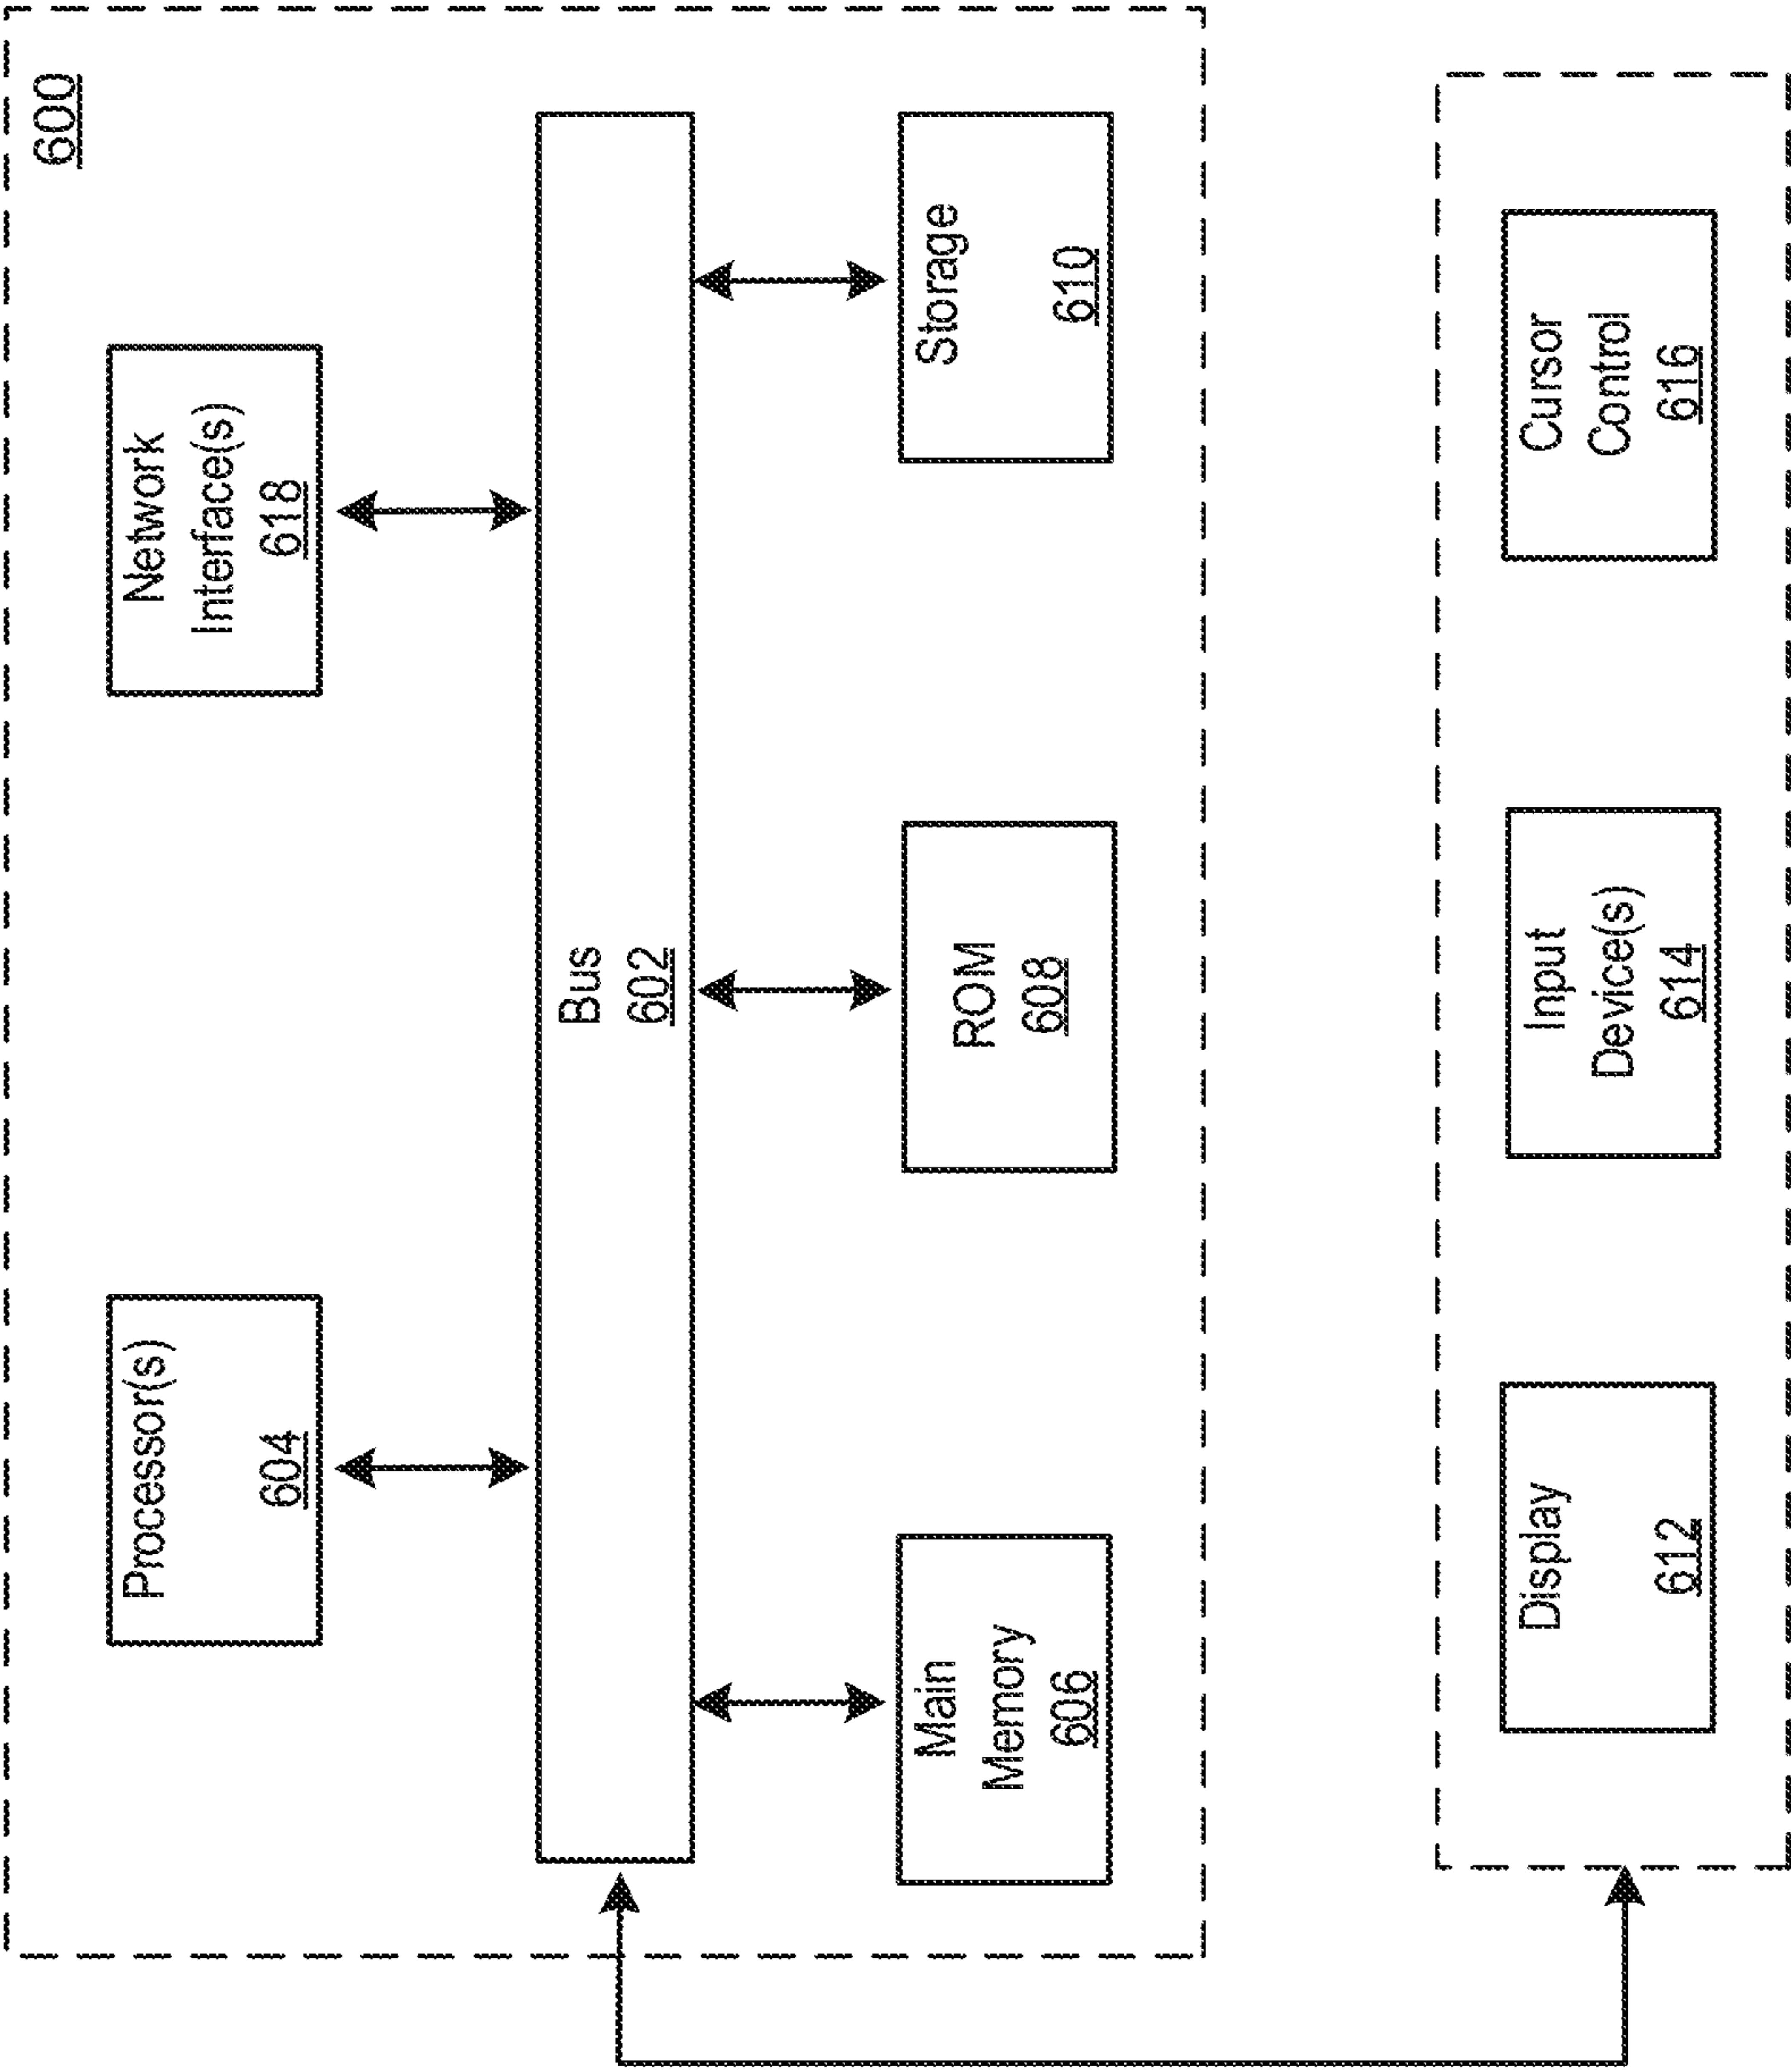 600
Processor(s)
604
Network
Interface(s)
618
Bus
602
Main
Memory
606
ROM
608
Storage
610
Display
612
Input
Device(s)
614
Cursor
Control
616